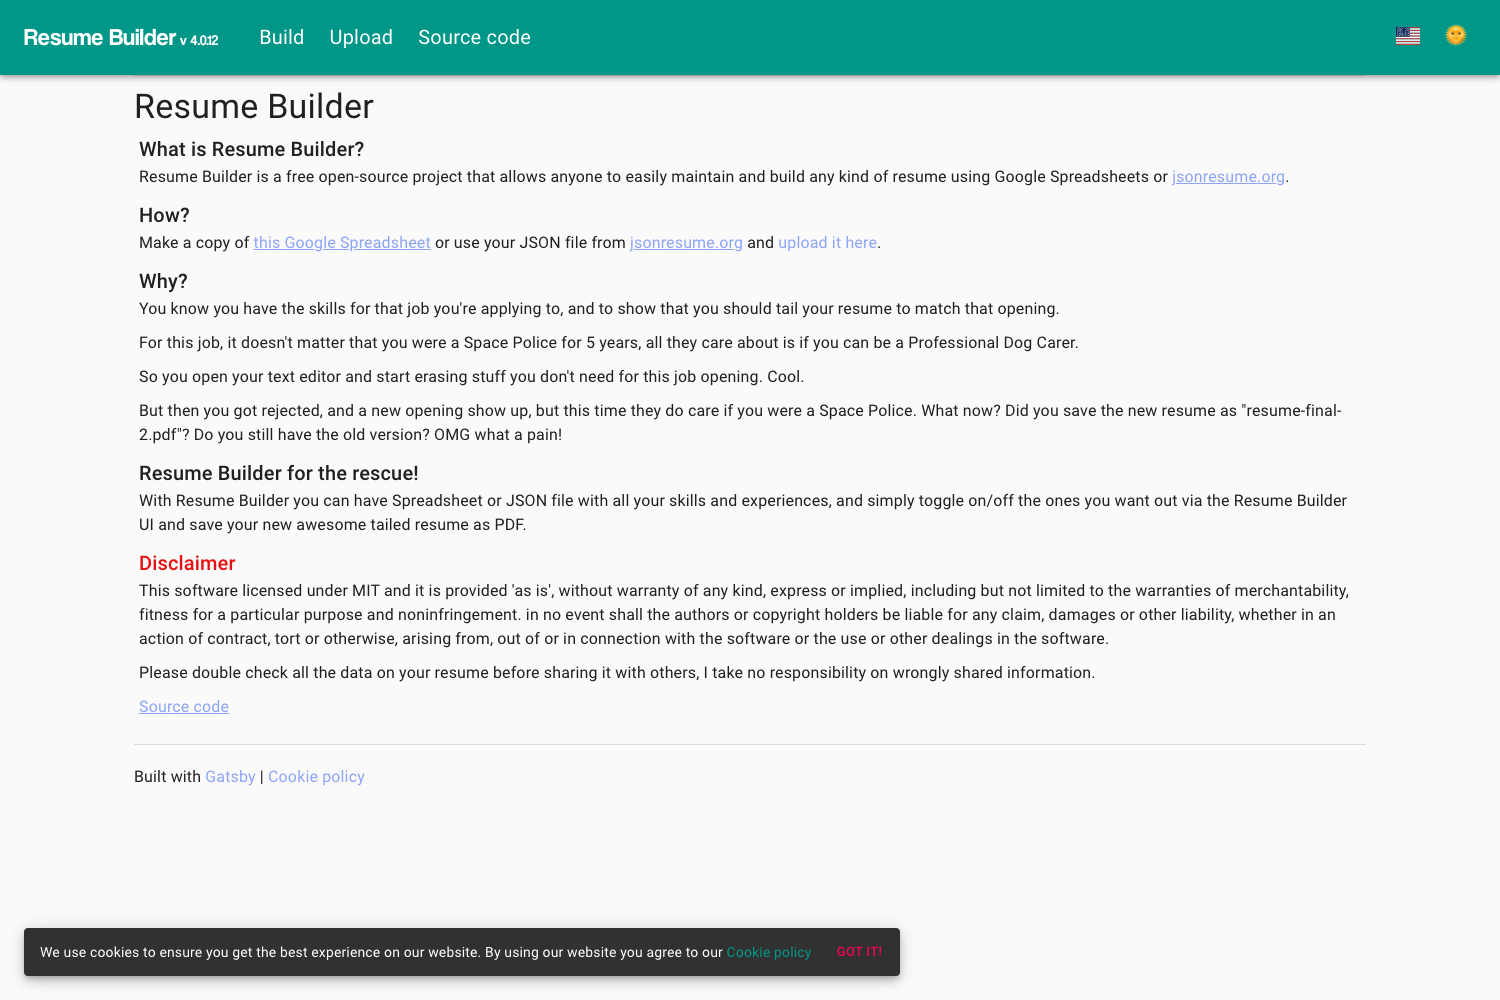 Resume Builder v 4.0.12 Build Upload Source code
Resume Builder
What is Resume Builder?
Resume Builder is a free open-source project that allows anyone to easily maintain and build any kind of resume using Google Spreadsheets or jsonresume.org.
How?
Make a copy of this Google Spreadsheet or use your JSON file from jsonresume.org and upload it here.
Why?
You know you have the skills for that job you're applying to, and to show that you should tail your resume to match that opening.
For this job, it doesn't matter that you were a Space Police for 5 years, all they care about is if you can be a Professional Dog Carer.
So you open your text editor and start erasing stuff you don't need for this job opening. Cool.
But then you got rejected, and a new opening show up, but this time they do care if you were a Space Police. What now? Did you save the new resume as "resume-final-
2.pdf"? Do you still have the old version? OMG what a pain!
Resume Builder for the rescue!
With Resume Builder you can have Spreadsheet or JSON file with all your skills and experiences, and simply toggle on/off the ones you want out via the Resume Builder
UI and save your new awesome tailed resume as PDF.
Disclaimer
This software licensed under MIT and it is provided 'as is', without warranty of any kind, express or implied, including but not limited to the warranties of merchantability,
fitness for a particular purpose and noninfringement. in no event shall the authors or copyright holders be liable for any claim, damages or other liability, whether in an
action of contract, tort or otherwise, arising from, out of or in connection with the software or the use or other dealings in the software.
Please double check all the data on your resume before sharing it with others, I take no responsibility on wrongly shared information.
Source code
Built with Gatsby | Cookie policy
We use cookies to ensure you get the best experience on our website. By using our website you agree to our Cookie policy GOT IT!